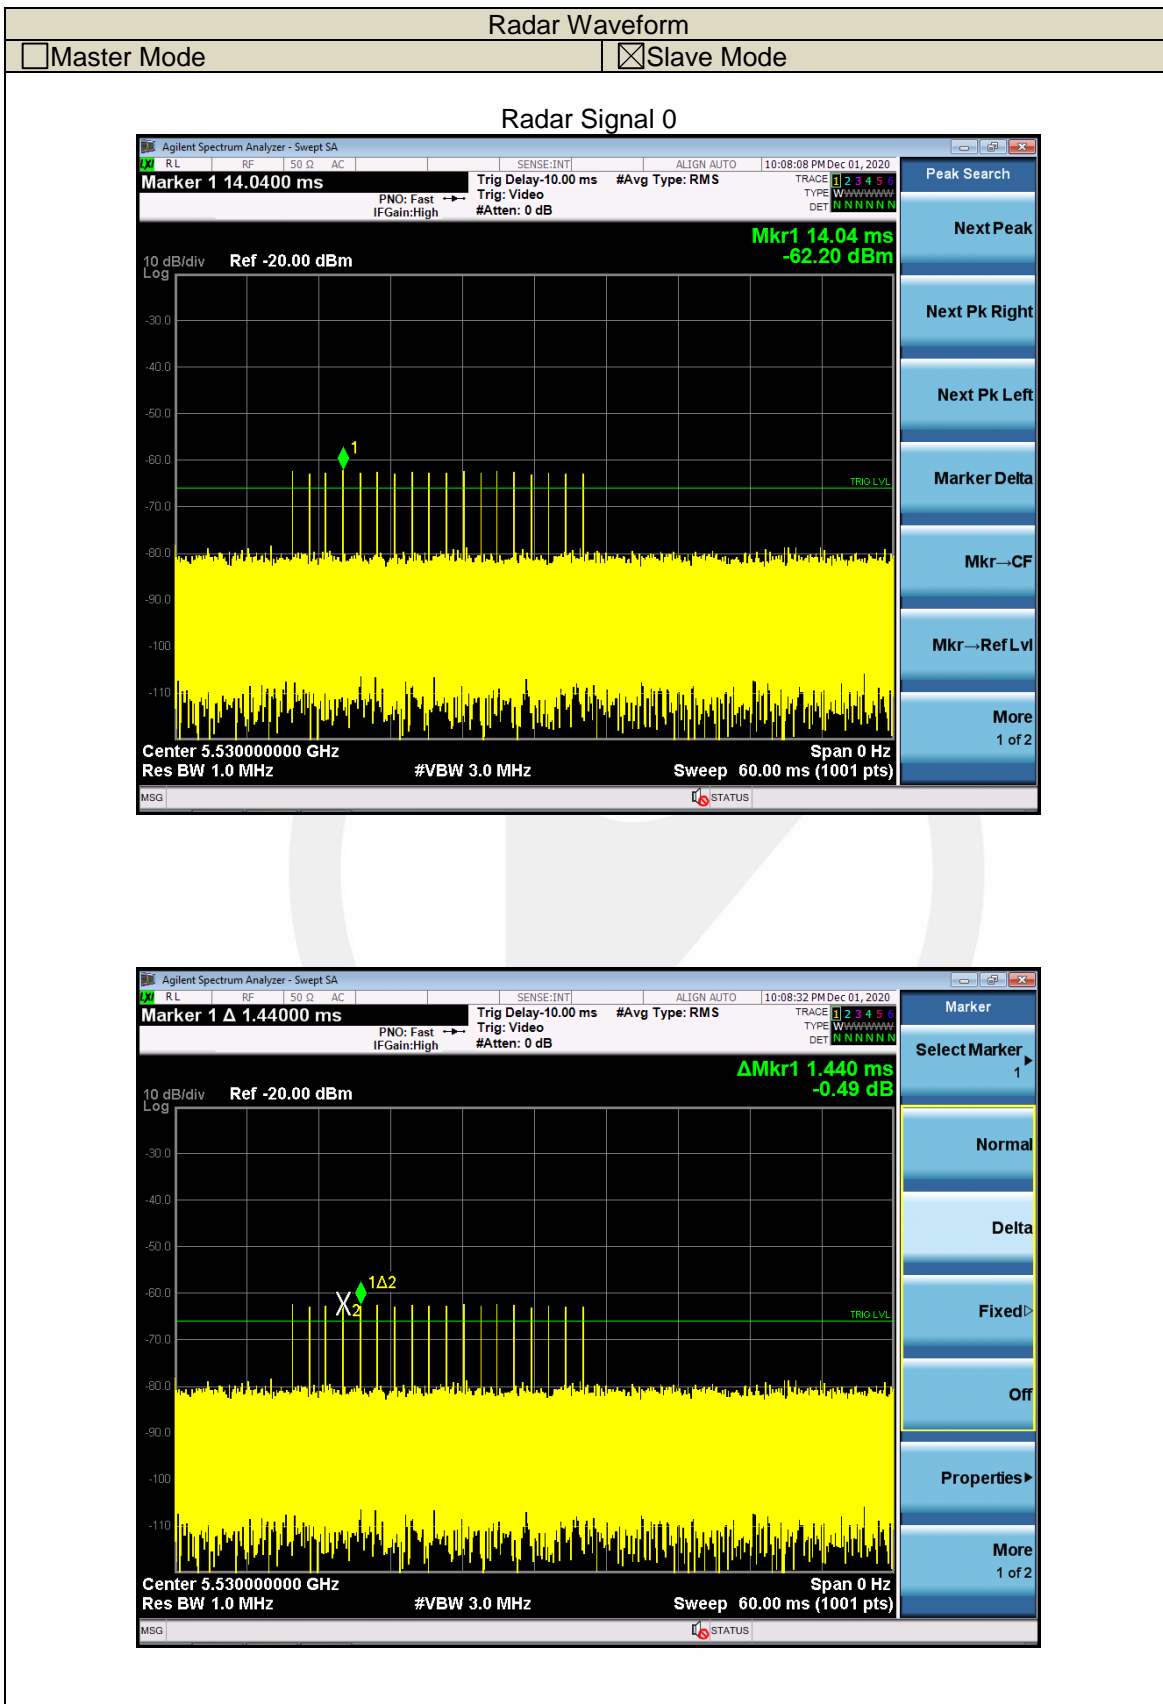 Radar Waveform
☐Master Mode ☒Slave Mode
Radar Signal 0
Agilent Spectrum Analyzer - Swept SA
LXI RL RF 50 Ω AC SENSE:INT ALIGN AUTO 10:08:08 PM Dec 01, 2020
Marker 1 14.0400 ms
PNO: Fast
IFGain:High
Trig Delay-10.00 ms
Trig: Video
#Atten: 0 dB
#Avg Type: RMS
TRACE 1 2 3 4 5 6
TYPE WWWWWW
DET N N N N N N
Mkr1 14.04 ms
-62.20 dBm
10 dB/div Ref -20.00 dBm
Log
-30.0
-40.0
-50.0
1
-60.0
TRIG LVL
-70.0
-80.0
-90.0
-100
-110
Center 5.530000000 GHz Span 0 Hz
Res BW 1.0 MHz #VBW 3.0 MHz Sweep 60.00 ms (1001 pts)
MSG STATUS
Peak Search
Next Peak
Next Pk Right
Next Pk Left
Marker Delta
Mkr→CF
Mkr→Ref Lvl
More
1 of 2
Agilent Spectrum Analyzer - Swept SA
LXI RL RF 50 Ω AC SENSE:INT ALIGN AUTO 10:08:32 PM Dec 01, 2020
Marker 1 Δ 1.44000 ms
PNO: Fast
IFGain:High
Trig Delay-10.00 ms
Trig: Video
#Atten: 0 dB
#Avg Type: RMS
TRACE 1 2 3 4 5 6
TYPE WWWWWW
DET N N N N N N
ΔMkr1 1.440 ms
-0.49 dB
10 dB/div Ref -20.00 dBm
Log
-30.0
-40.0
-50.0
1Δ2
-60.0
2
TRIG LVL
-70.0
-80.0
-90.0
-100
-110
Center 5.530000000 GHz Span 0 Hz
Res BW 1.0 MHz #VBW 3.0 MHz Sweep 60.00 ms (1001 pts)
MSG STATUS
Marker
Select Marker
1
Normal
Delta
Fixed
Off
Properties
More
1 of 2